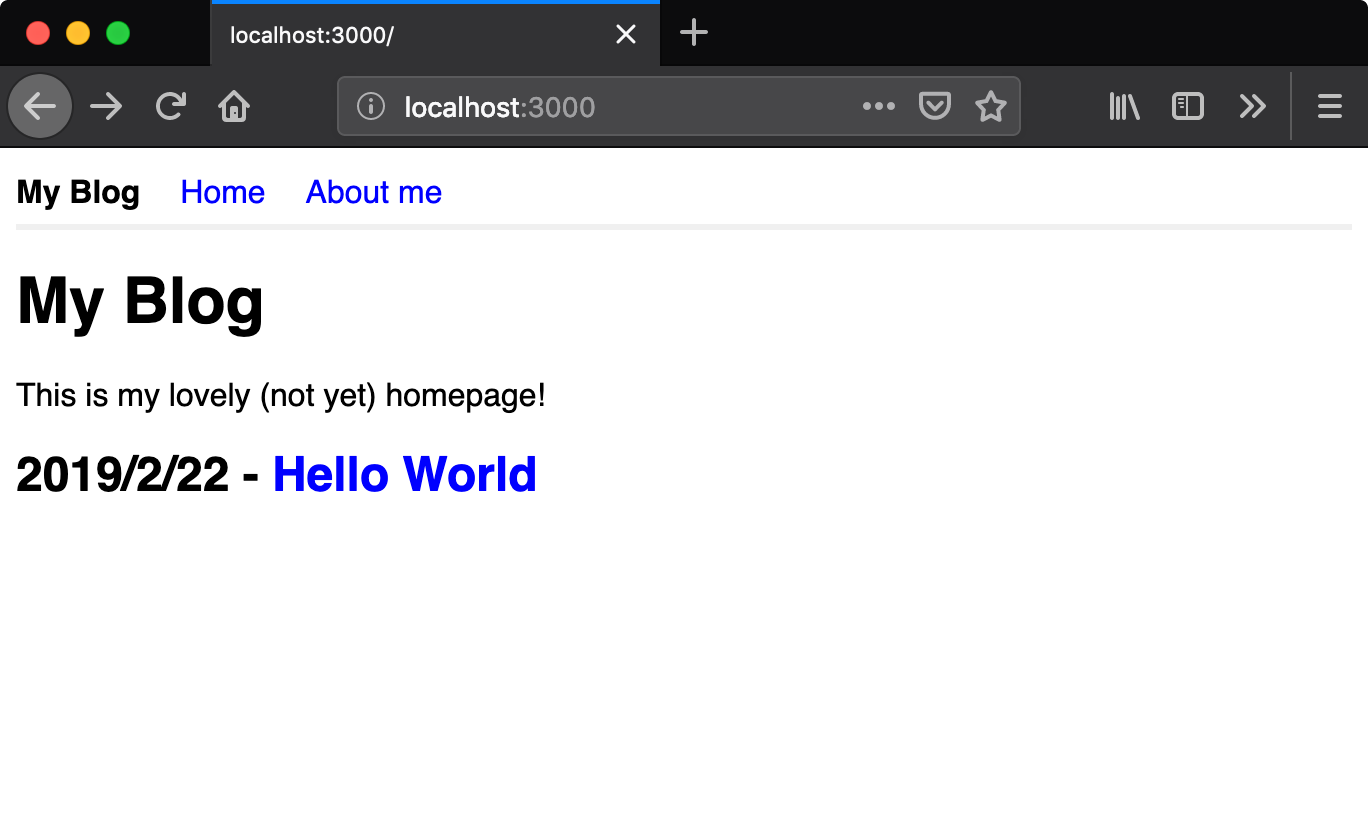 localhost:3000/
localhost:3000
My Blog Home About me
My Blog
This is my lovely (not yet) homepage!
2019/2/22 - Hello World